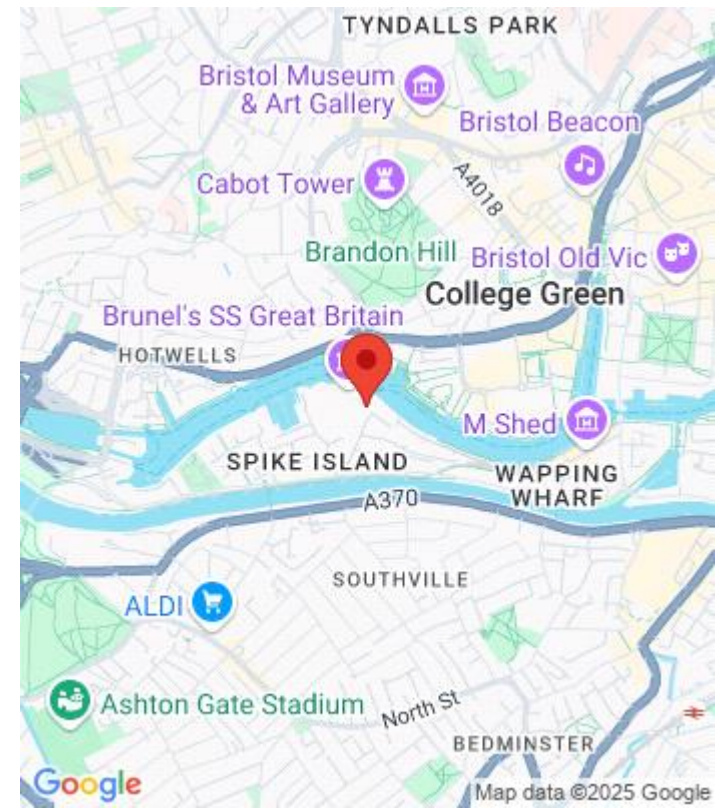 TYNDALLS PARK
Bristol Museum
& Art Gallery
Bristol Beacon
Cabot Tower
A4018
Brandon Hill
Bristol Old Vic
College Green
Brunel's SS Great Britain
HOTWELLS
M Shed
SPIKE ISLAND
WAPPING
WHARF
A370
SOUTHVILLE
ALDI
Ashton Gate Stadium
North St
BEDMINSTER
Google
Map data ©2025 Google